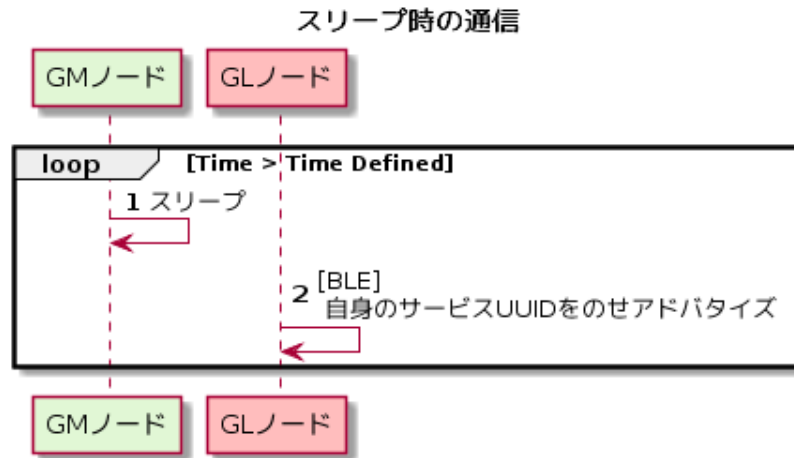 スリープ時の通信
GMノード GLノード
loop [Time > Time Defined]
1 スリープ
2 [BLE]
自身のサービスUUIDをのせアドバタイズ
GMノード GLノード